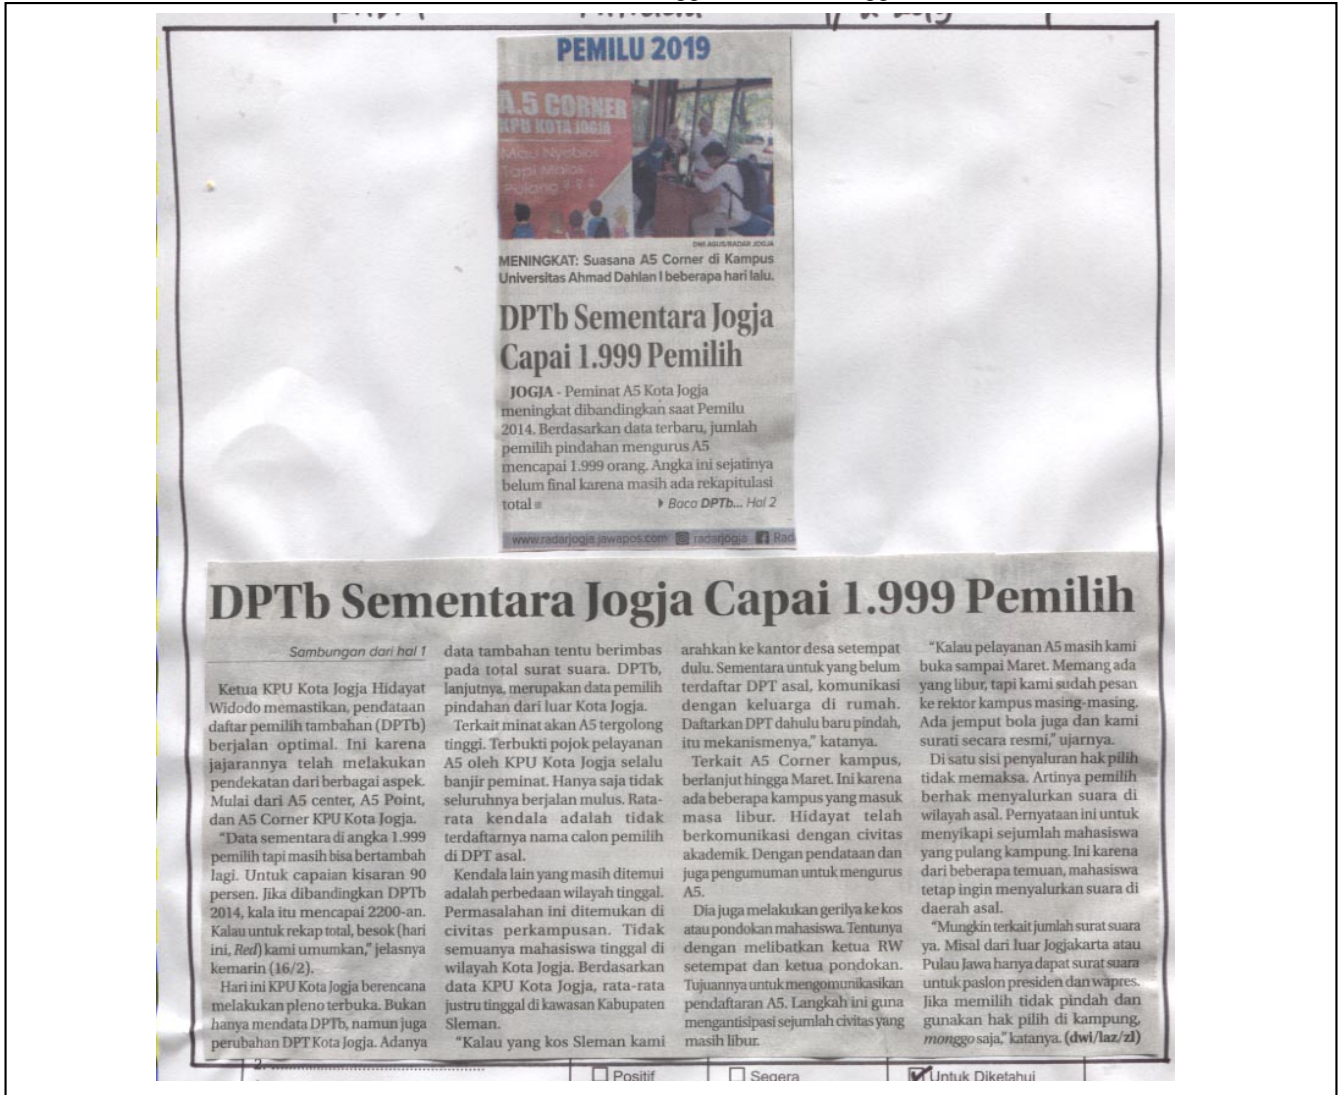 PEMILU 2019
A.5 CORNER
KPU KOTA JOGJA
Mau Nyoblos
Tapi Malas
Pulang ???
DWI AGUS/RADAR JOGJA
MENINGKAT: Suasana A5 Corner di Kampus
Universitas Ahmad Dahlan I beberapa hari lalu.
DPTb Sementara Jogja
Capai 1.999 Pemilih
JOGJA - Peminat A5 Kota Jogja
meningkat dibandingkan saat Pemilu
2014. Berdasarkan data terbaru, jumlah
pemilih pindahan mengurus A5
mencapai 1.999 orang. Angka ini sejatinya
belum final karena masih ada rekapitulasi
total
Baca DPTb... Hal 2
www.radarjogja.jawapos.com radarjogja Rad
DPTb Sementara Jogja Capai 1.999 Pemilih
Sambungan dari hal 1
Ketua KPU Kota Jogja Hidayat
Widodo memastikan, pendataan
daftar pemilih tambahan (DPTb)
berjalan optimal. Ini karena
jajarannya telah melakukan
pendekatan dari berbagai aspek.
Mulai dari A5 center, A5 Point,
dan A5 Corner KPU Kota Jogja.
"Data sementara di angka 1.999
pemilih tapi masih bisa bertambah
lagi. Untuk capaian kisaran 90
persen. Jika dibandingkan DPTb
2014, kala itu mencapai 2200-an.
Kalau untuk rekap total, besok (hari
ini, Red) kami umumkan," jelasnya
kemarin (16/2).
Hari ini KPU Kota Jogja berencana
melakukan pleno terbuka. Bukan
hanya mendata DPTb, namun juga
perubahan DPT Kota Jogja. Adanya
data tambahan tentu berimbas
pada total surat suara. DPTb,
lanjutnya, merupakan data pemilih
pindahan dari luar Kota Jogja.
Terkait minat akan A5 tergolong
tinggi. Terbukti pojok pelayanan
A5 oleh KPU Kota Jogja selalu
banjir peminat. Hanya saja tidak
seluruhnya berjalan mulus. Rata-
rata kendala adalah tidak
terdaftarnya nama calon pemilih
di DPT asal.
Kendala lain yang masih ditemui
adalah perbedaan wilayah tinggal.
Permasalahan ini ditemukan di
civitas perkampusan. Tidak
semuanya mahasiswa tinggal di
wilayah Kota Jogja. Berdasarkan
data KPU Kota Jogja, rata-rata
justru tinggal di kawasan Kabupaten
Sleman.
"Kalau yang kos Sleman kami
arahkan ke kantor desa setempat
dulu. Sementara untuk yang belum
terdaftar DPT asal, komunikasi
dengan keluarga di rumah.
Daftarkan DPT dahulu baru pindah,
itu mekanismenya," katanya.
Terkait A5 Corner kampus,
berlanjut hingga Maret. Ini karena
ada beberapa kampus yang masuk
masa libur. Hidayat telah
berkomunikasi dengan civitas
akademik. Dengan pendataan dan
juga pengumuman untuk mengurus
A5.
Dia juga melakukan gerilya ke kos
atau pondokan mahasiswa. Tentunya
dengan melibatkan ketua RW
setempat dan ketua pondokan.
Tujuannya untuk mengomunikasikan
pendaftaran A5. Langkah ini guna
mengantisipasi sejumlah civitas yang
masih libur.
"Kalau pelayanan A5 masih kami
buka sampai Maret. Memang ada
yang libur, tapi kami sudah pesan
ke rektor kampus masing-masing.
Ada jemput bola juga dan kami
surati secara resmi," ujarnya.
Di satu sisi penyaluran hak pilih
tidak memaksa. Artinya pemilih
berhak menyalurkan suara di
wilayah asal. Pernyataan ini untuk
menyikapi sejumlah mahasiswa
yang pulang kampung. Ini karena
dari beberapa temuan, mahasiswa
tetap ingin menyalurkan suara di
daerah asal.
"Mungkin terkait jumlah surat suara
ya. Misal dari luar Jogjakarta atau
Pulau Jawa hanya dapat surat suara
untuk paslon presiden dan wapres.
Jika memilih tidak pindah dan
gunakan hak pilih di kampung,
monggo saja," katanya. (dwi/laz/zl)
Positif Segera Untuk Diketahui